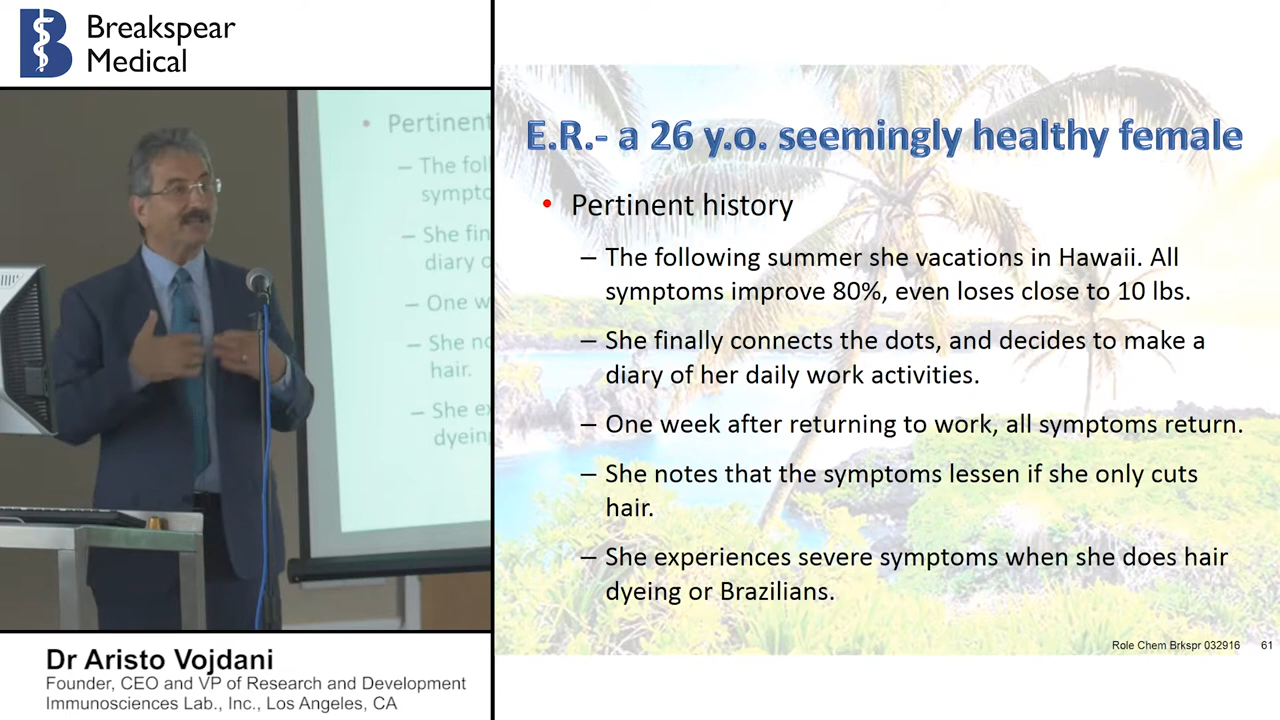 Breakspear
Medical
Pertinent
– The fol
sympto
– She fin
diary o
– One w
– She no
hair.
– She ex
dyein
Dr Aristo Vojdani
Founder, CEO and VP of Research and Development
Immunosciences Lab., Inc., Los Angeles, CA
E.R.- a 26 y.o. seemingly healthy female
• Pertinent history
– The following summer she vacations in Hawaii. All
symptoms improve 80%, even loses close to 10 lbs.
– She finally connects the dots, and decides to make a
diary of her daily work activities.
– One week after returning to work, all symptoms return.
– She notes that the symptoms lessen if she only cuts
hair.
– She experiences severe symptoms when she does hair
dyeing or Brazilians.
Role Chem Brkspr 032916 61